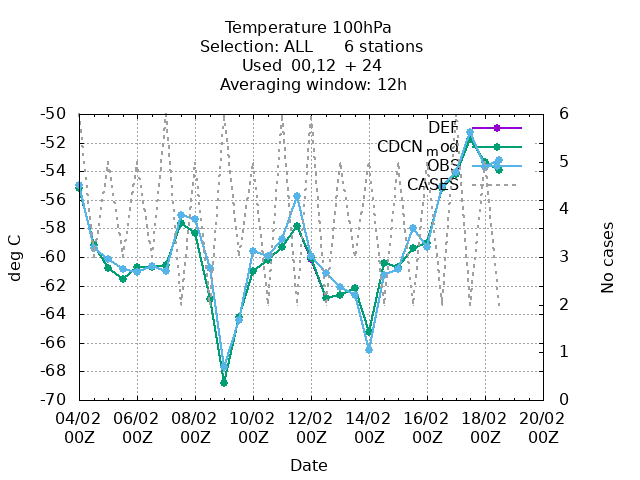 Temperature 100hPa
Selection: ALL 6 stations
Used 00,12 + 24
Averaging window: 12h
-50
-52
-54
-56
-58
-60
-62
-64
-66
-68
-70
deg C
6
5
4
3
2
1
0
No cases
DEF
CDCN mod
OBS
CASES
04/02 06/02 08/02 10/02 12/02 14/02 16/02 18/02 20/02
00Z 00Z 00Z 00Z 00Z 00Z 00Z 00Z 00Z
Date